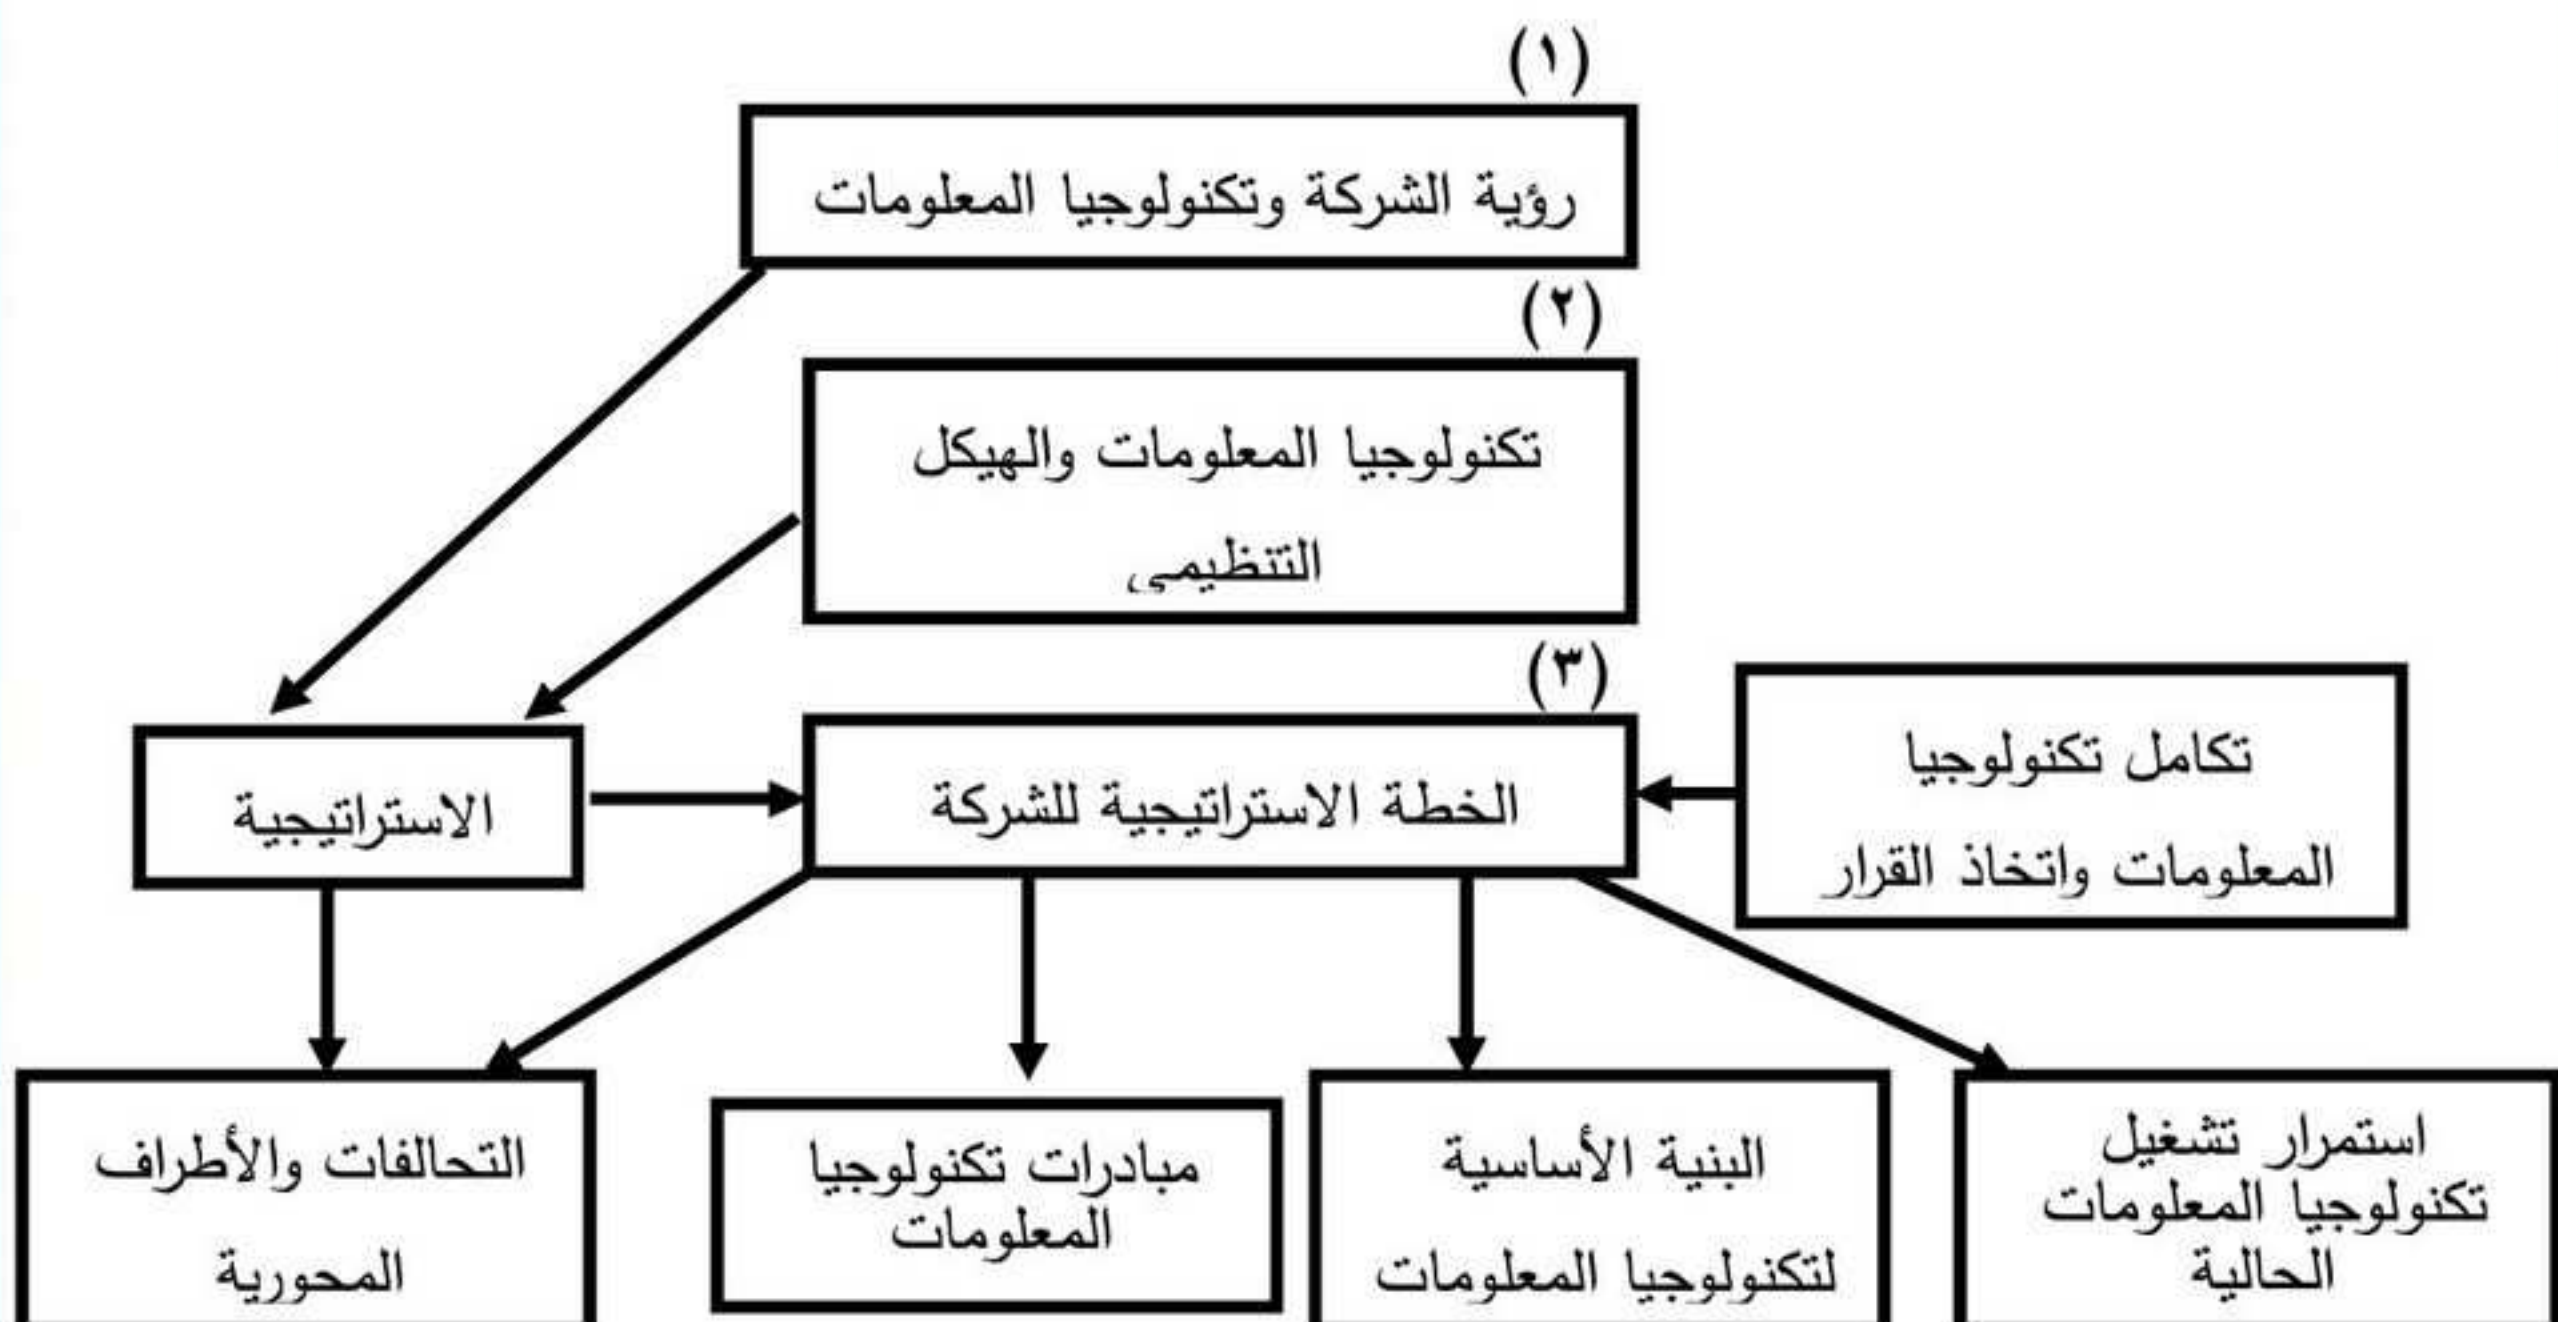 (١)
رؤية الشركة وتكنولوجيا المعلومات
(٢)
تكنولوجيا المعلومات والهيكل
التنظيمى
(٣)
تكامل تكنولوجيا
المعلومات واتخاذ القرار
الخطة الاستراتيجية للشركة
الاستراتيجية
استمرار تشغيل
تكنولوجيا المعلومات
الحالية
البنية الأساسية
لتكنولوجيا المعلومات
مبادرات تكنولوجيا
المعلومات
التحالفات والأطراف
المحورية